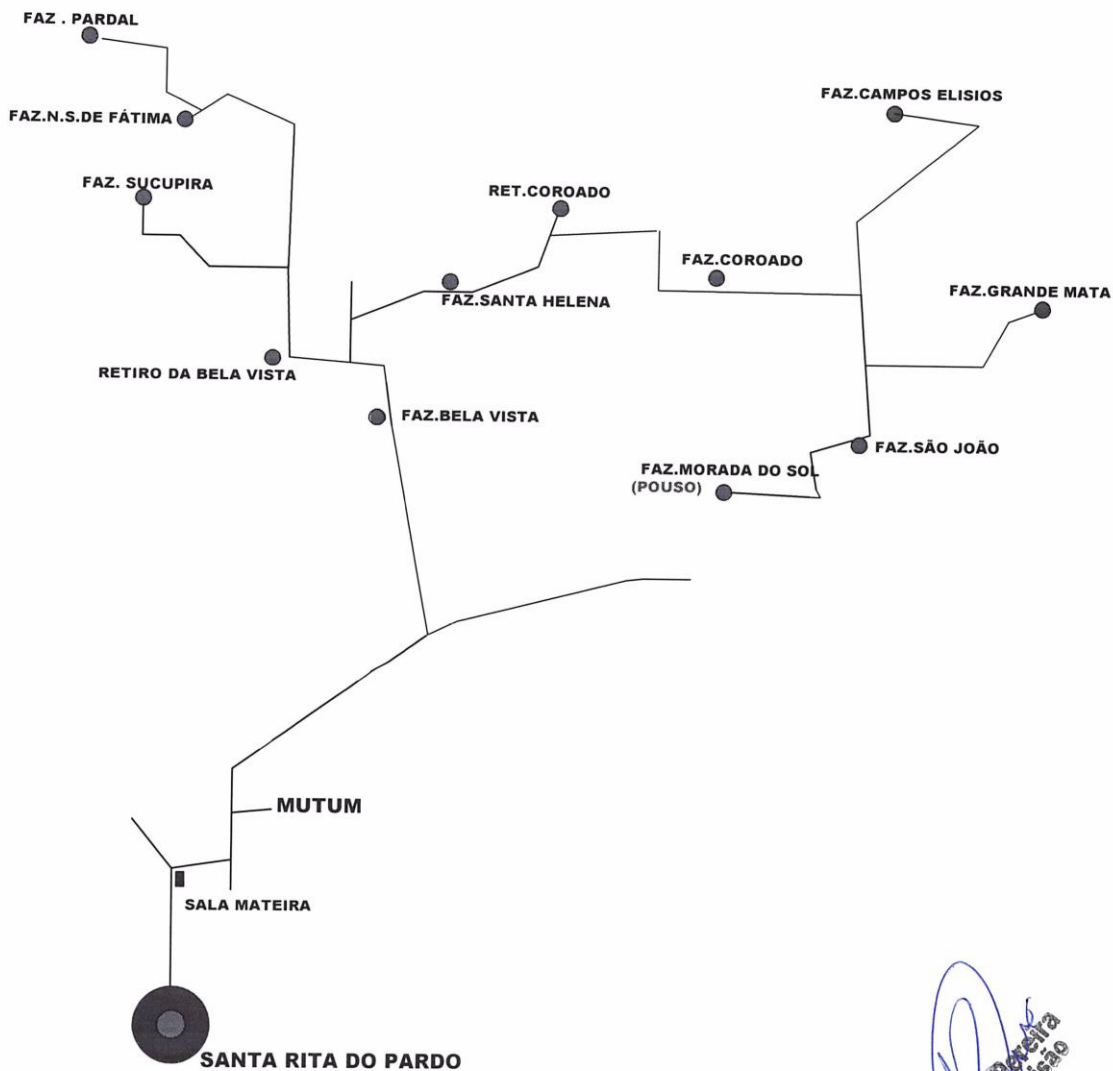 FAZ . PARDAL
FAZ.CAMPOS ELISIOS
FAZ.N.S.DE FÁTIMA
FAZ. SUCUPIRA
RET.COROADO
FAZ.COROADO
FAZ.SANTA HELENA
FAZ.GRANDE MATA
RETIRO DA BELA VISTA
FAZ.BELA VISTA
FAZ.SÃO JOÃO
FAZ.MORADA DO SOL
(POUSO)
MUTUM
SALA MATEIRA
SANTA RITA DO PARDO